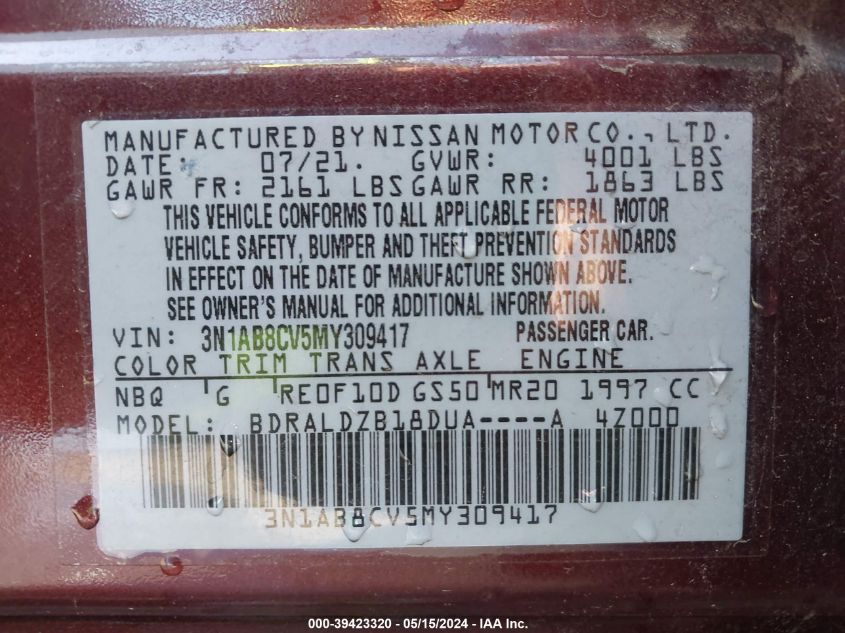 MANUFACTURED BY NISSAN MOTOR CO., LTD.
DATE: 07/21. GVWR: 4001 LBS
GAWR FR: 2161 LBS GAWR RR: 1863 LBS
THIS VEHICLE CONFORMS TO ALL APPLICABLE FEDERAL MOTOR
VEHICLE SAFETY, BUMPER AND THEFT PREVENTION STANDARDS
IN EFFECT ON THE DATE OF MANUFACTURE SHOWN ABOVE.
SEE OWNER'S MANUAL FOR ADDITIONAL INFORMATION.
VIN: 3N1AB8CV5MY309417 PASSENGER CAR.
COLOR TRIM TRANS AXLE ENGINE
NBQ G RE0F10D GS50 MR20 1997 CC
MODEL: BDRALDZB18DUA----A 4Z000
3N1AB8CV5MY309417
000-39423320 - 05/15/2024 - IAA Inc.